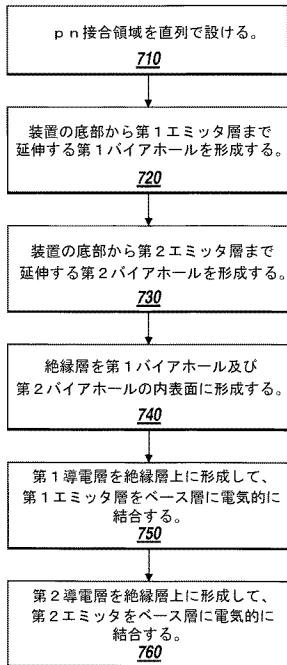 ｐｎ接合領域を直列で設ける。
710
装置の底部から第１エミッタ層まで
延伸する第１バイアホールを形成する。
720
装置の底部から第２エミッタ層まで
延伸する第２バイアホールを形成する。
730
絶縁層を第１バイアホール及び
第２バイアホールの内表面に形成する。
740
第１導電層を絶縁層上に形成して、
第１エミッタ層をベース層に電気的に
結合する。
750
第２導電層を絶縁層上に形成して、
第２エミッタをベース層に電気的に
結合する。
760